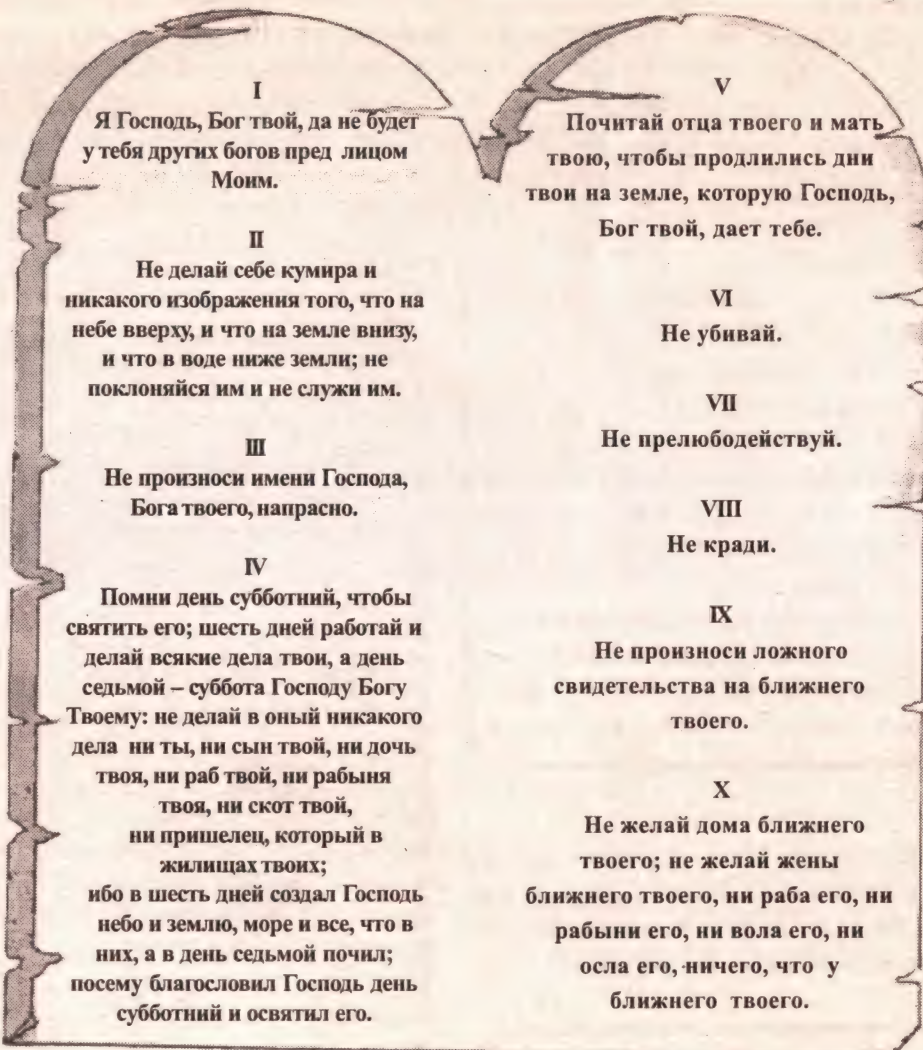 I
Я Господь, Бог твой, да не будет
у тебя других богов пред лицом
Моим.
II
Не делай себе кумира и
никакого изображения того, что на
небе вверху, и что на земле внизу,
и что в воде ниже земли; не
поклоняйся им и не служи им.
III
Не произноси имени Господа,
Бога твоего, напрасно.
IV
Помни день субботний, чтобы
святить его; шесть дней работай и
делай всякие дела твои, а день
седьмой – суббота Господу Богу
Твоему: не делай в оный никакого
дела ни ты, ни сын твой, ни дочь
твоя, ни раб твой, ни рабыня
твоя, ни скот твой,
ни пришелец, который в
жилищах твоих;
ибо в шесть дней создал Господь
небо и землю, море и все, что в
них, а в день седьмой почил;
посему благословил Господь день
субботний и освятил его.
V
Почитай отца твоего и мать
твою, чтобы продлились дни
твои на земле, которую Господь,
Бог твой, дает тебе.
VI
Не убивай.
VII
Не прелюбодействуй.
VIII
Не кради.
IX
Не произноси ложного
свидетельства на ближнего
твоего.
X
Не желай дома ближнего
твоего; не желай жены
ближнего твоего, ни раба его, ни
рабыни его, ни вола его, ни
осла его, ничего, что у
ближнего твоего.